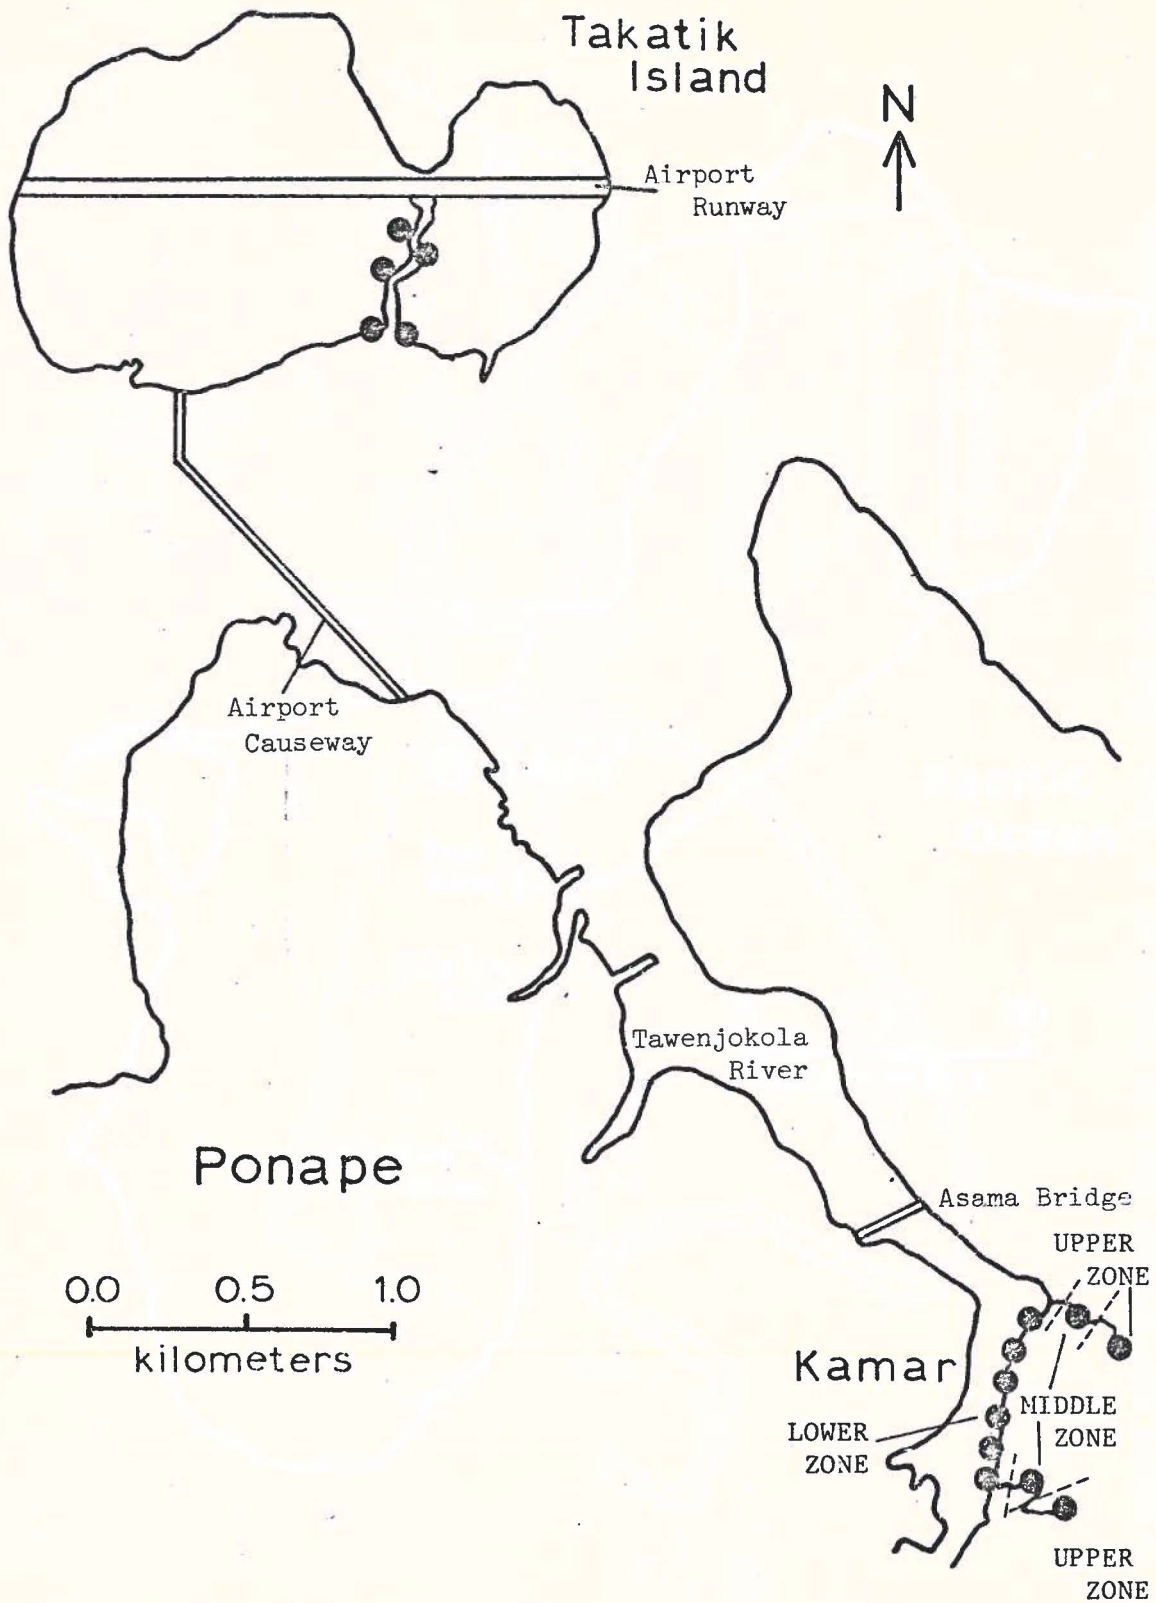 Takatik
Island
N
Airport
Runway
Airport
Causeway
Tawenjokola
River
Ponape
Asama Bridge
UPPER
ZONE
0.0 0.5 1.0
kilometers
Kamar
MIDDLE
ZONE
LOWER
ZONE
UPPER
ZONE